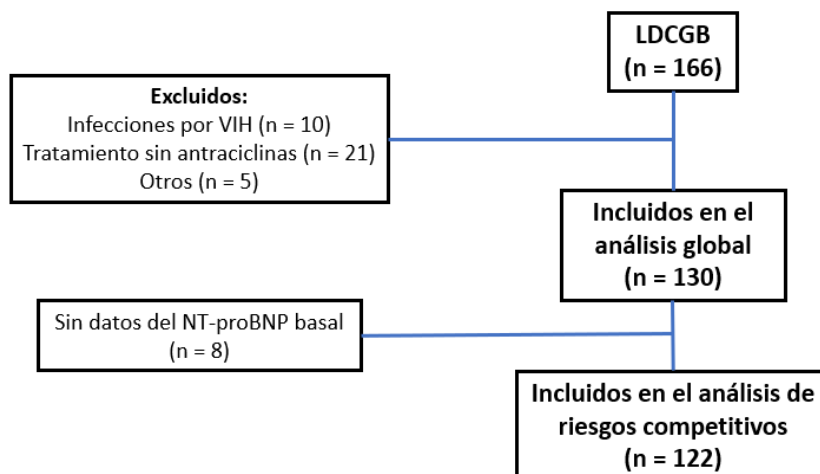 LDCGB
(n = 166)
Excluidos:
Infecciones por VIH (n = 10)
Tratamiento sin antraciclinas (n = 21)
Otros (n = 5)
Incluidos en el
análisis global
(n = 130)
Sin datos del NT-proBNP basal
(n = 8)
Incluidos en el análisis de
riesgos competitivos
(n = 122)